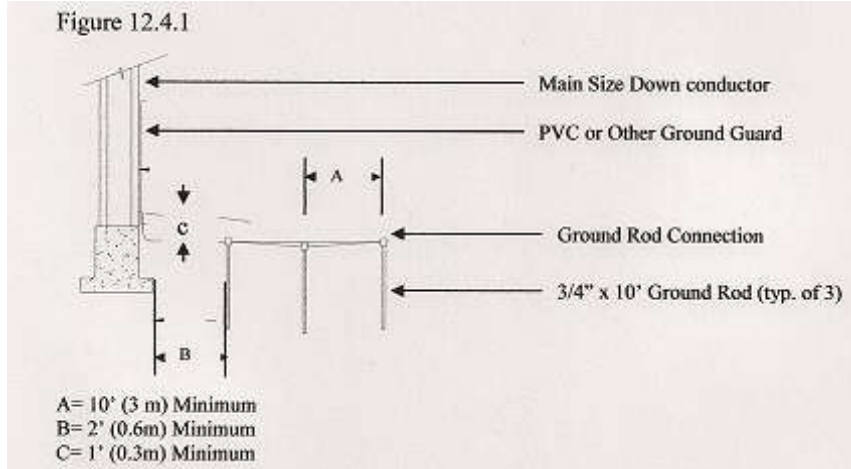 Figure 12.4.1
Main Size Down conductor
PVC or Other Ground Guard
A
C
Ground Rod Connection
3/4” x 10’ Ground Rod (typ. of 3)
B
A= 10’ (3 m) Minimum
B= 2’ (0.6m) Minimum
C= 1’ (0.3m) Minimum